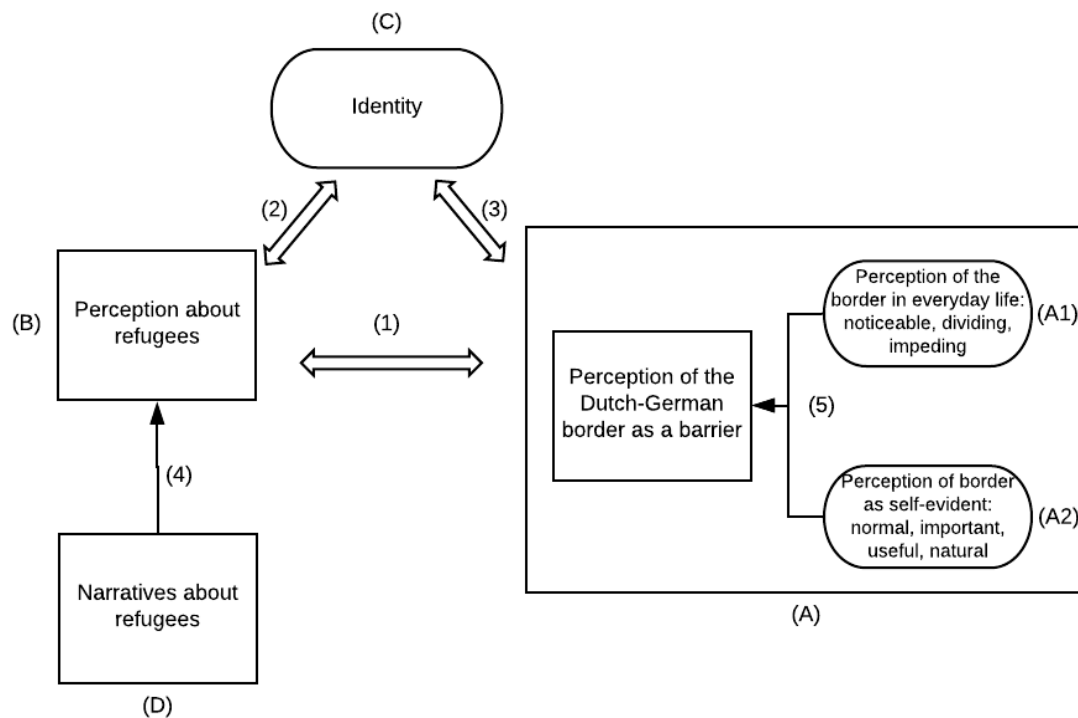 (C)
Identity
(2)
(3)
(B)
Perception about
refugees
(1)
Perception of the
Dutch-German
border as a barrier
Perception of the
border in everyday life:
noticeable, dividing,
impeding
(A1)
(5)
Perception of border
as self-evident:
normal, important,
useful, natural
(A2)
(A)
(4)
Narratives about
refugees
(D)